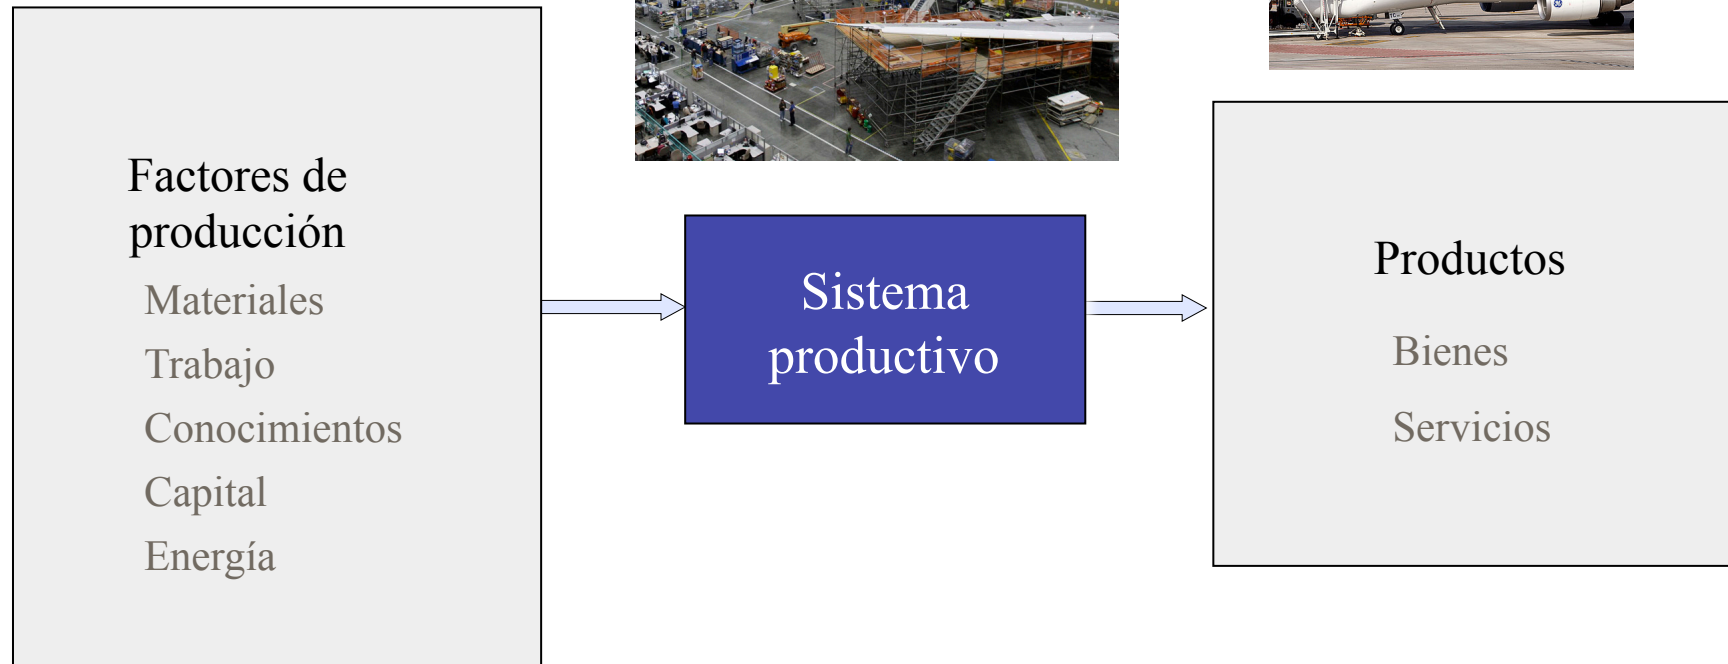 Factores de
producción
Materiales
Trabajo
Conocimientos
Capital
Energía
Sistema
productivo
Productos
Bienes
Servicios